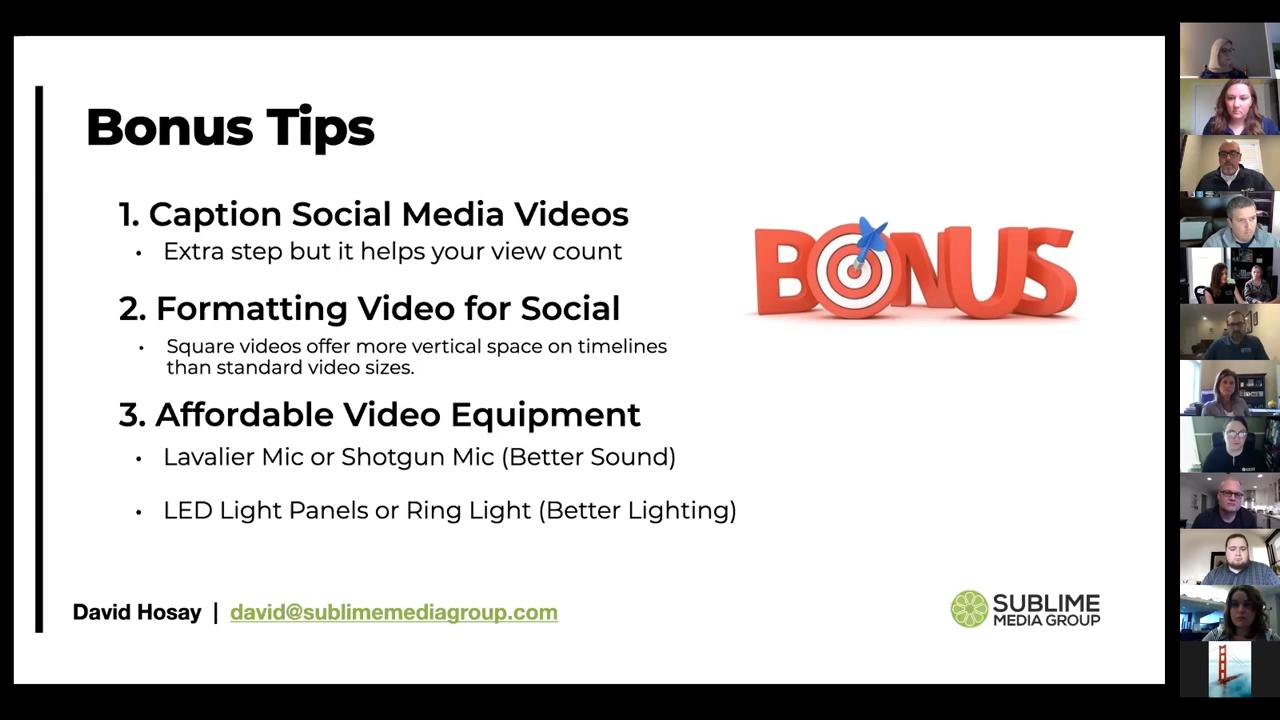 Bonus Tips
1. Caption Social Media Videos
• Extra step but it helps your view count
2. Formatting Video for Social
• Square videos offer more vertical space on timelines
than standard video sizes.
3. Affordable Video Equipment
• Lavalier Mic or Shotgun Mic (Better Sound)
• LED Light Panels or Ring Light (Better Lighting)
BONUS
David Hosay | david@sublimemediagroup.com
SUBLIME
MEDIA GROUP